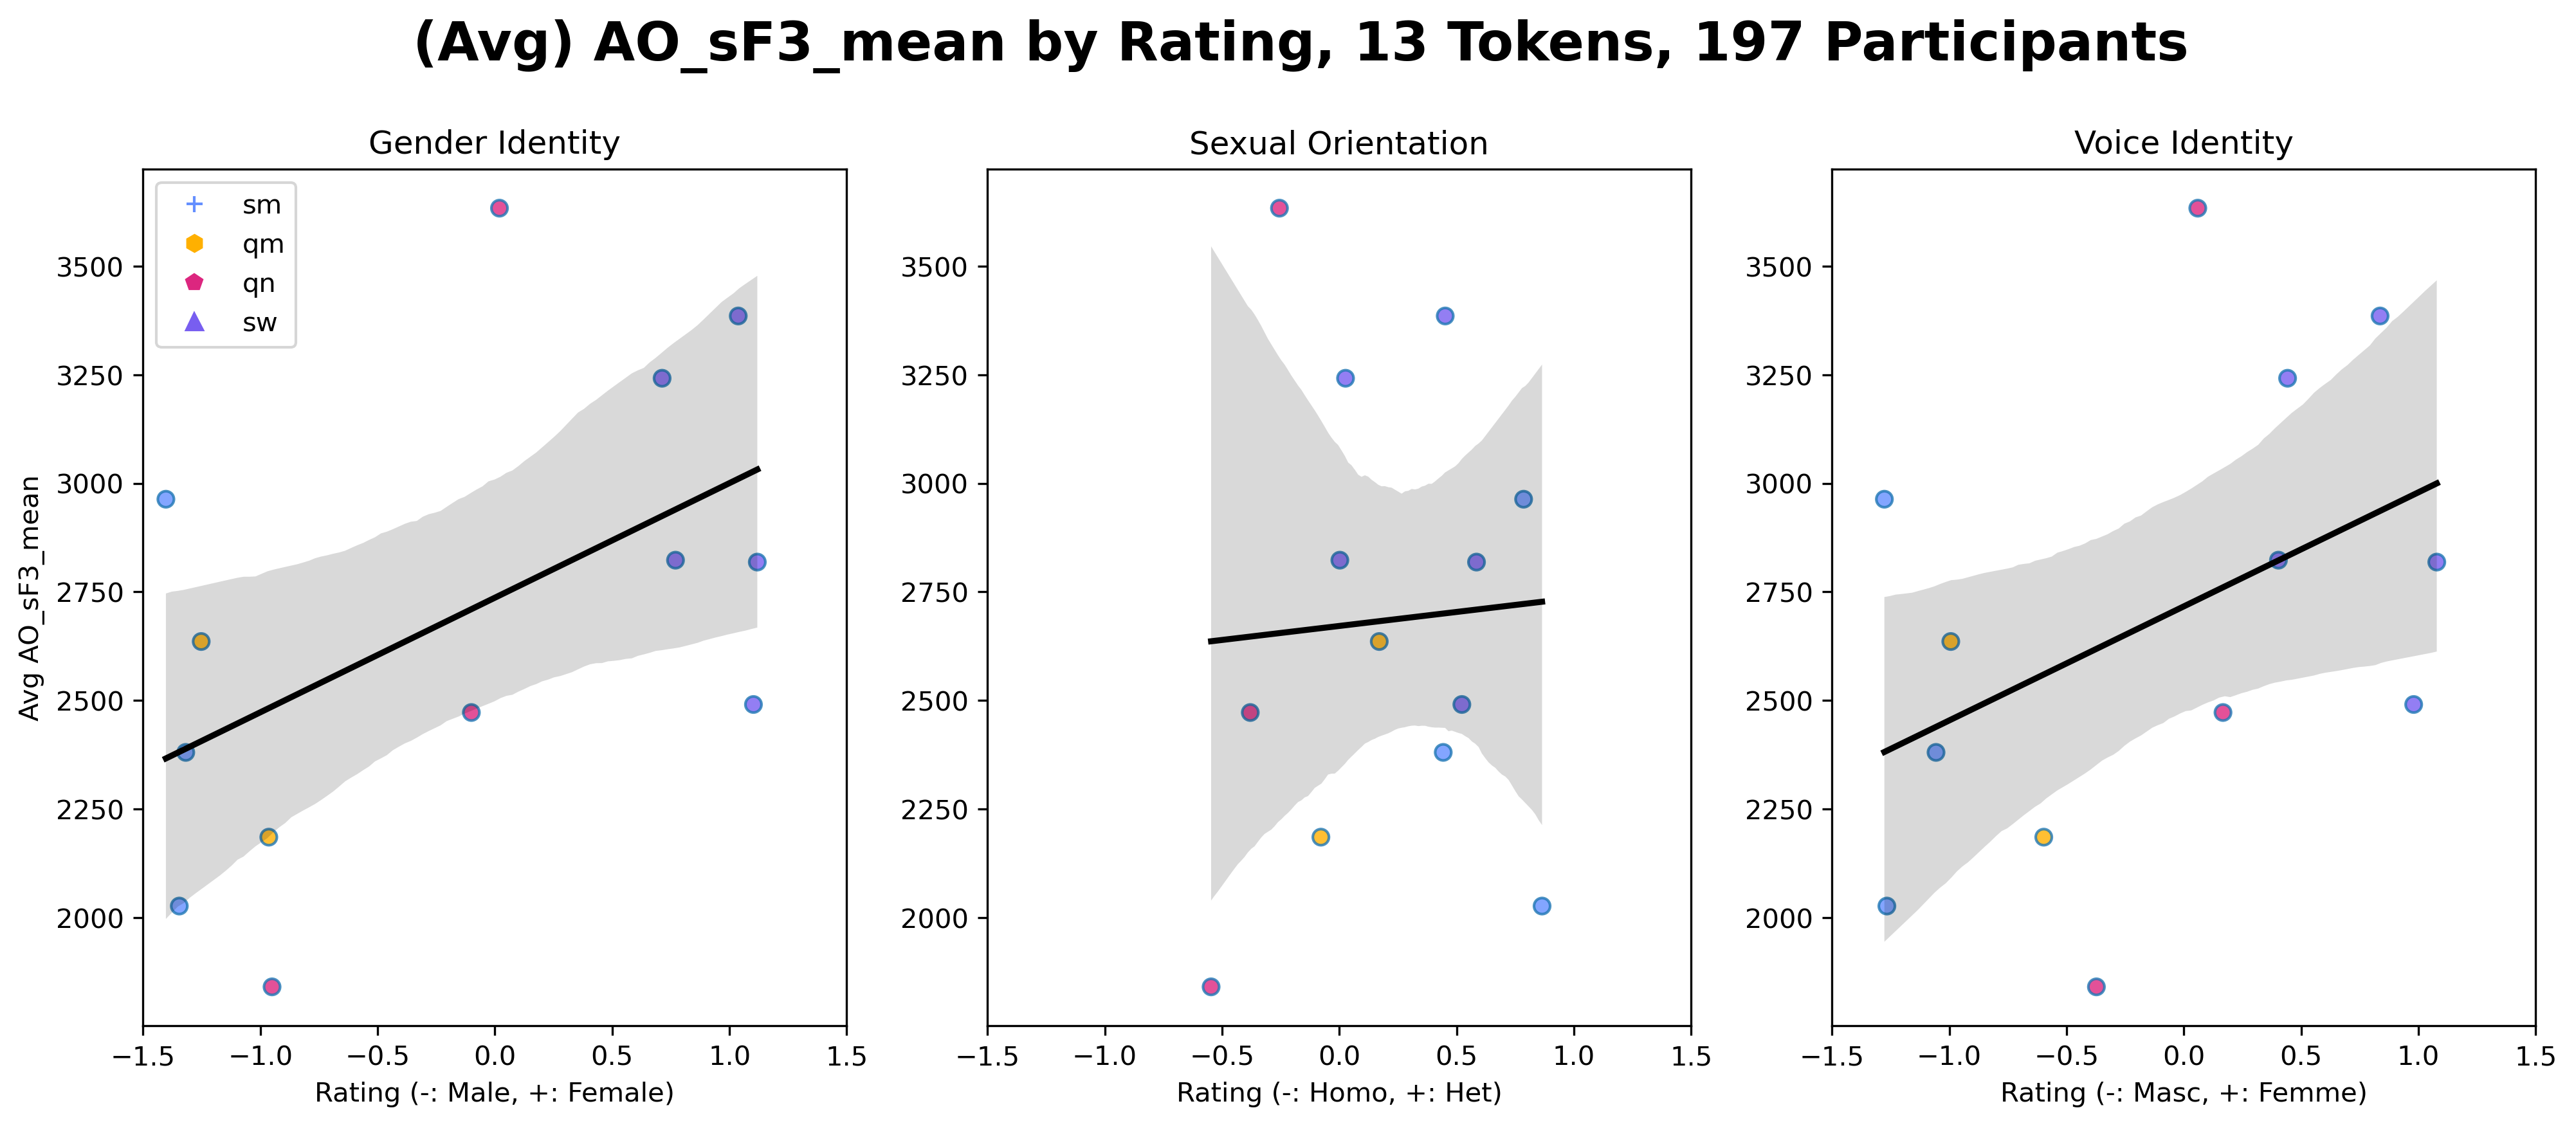 (Avg) AO_sF3_mean by Rating, 13 Tokens, 197 Participants
Gender Identity
sm
qm
qn
sw
Avg AO_sF3_mean
3500
3250
3000
2750
2500
2250
2000
−1.5 −1.0 −0.5 0.0 0.5 1.0 1.5
Rating (-: Male, +: Female)
Sexual Orientation
3500
3250
3000
2750
2500
2250
2000
−1.5 −1.0 −0.5 0.0 0.5 1.0 1.5
Rating (-: Homo, +: Het)
Voice Identity
3500
3250
3000
2750
2500
2250
2000
−1.5 −1.0 −0.5 0.0 0.5 1.0 1.5
Rating (-: Masc, +: Femme)